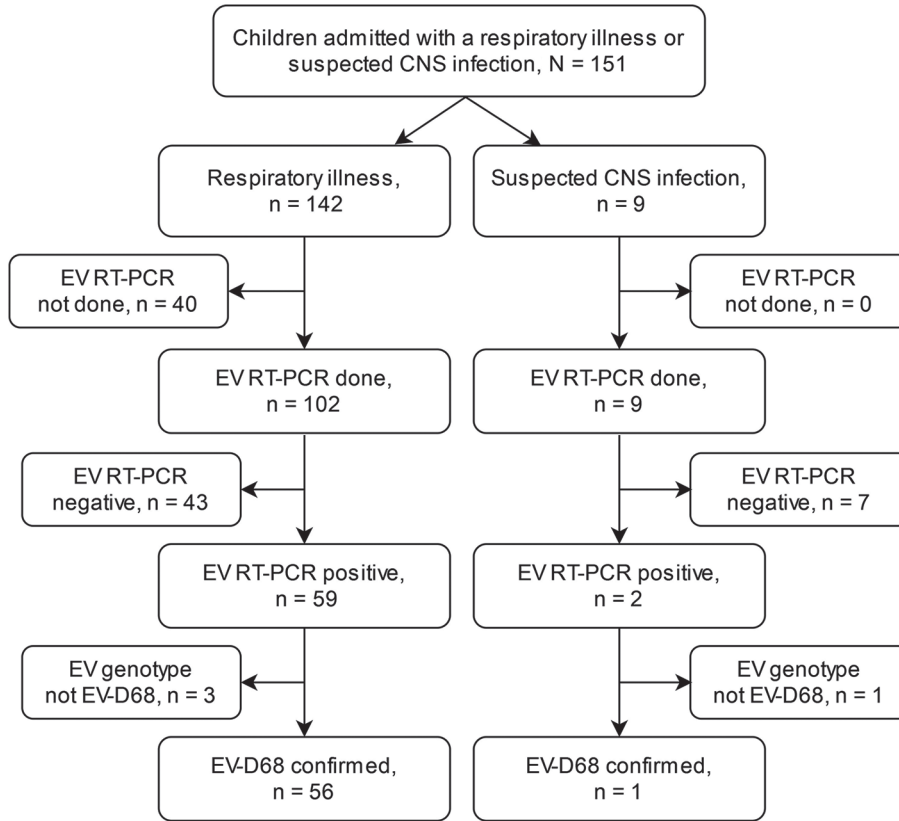 Children admitted with a respiratory illness or
suspected CNS infection, N = 151
Respiratory illness,
n = 142
Suspected CNS infection,
n = 9
EV RT-PCR
not done, n = 40
EV RT-PCR
not done, n = 0
EV RT-PCR done,
n = 102
EV RT-PCR done,
n = 9
EV RT-PCR
negative, n = 43
EV RT-PCR
negative, n = 7
EV RT-PCR positive,
n = 59
EV RT-PCR positive,
n = 2
EV genotype
not EV-D68, n = 3
EV genotype
not EV-D68, n = 1
EV-D68 confirmed,
n = 56
EV-D68 confirmed,
n = 1